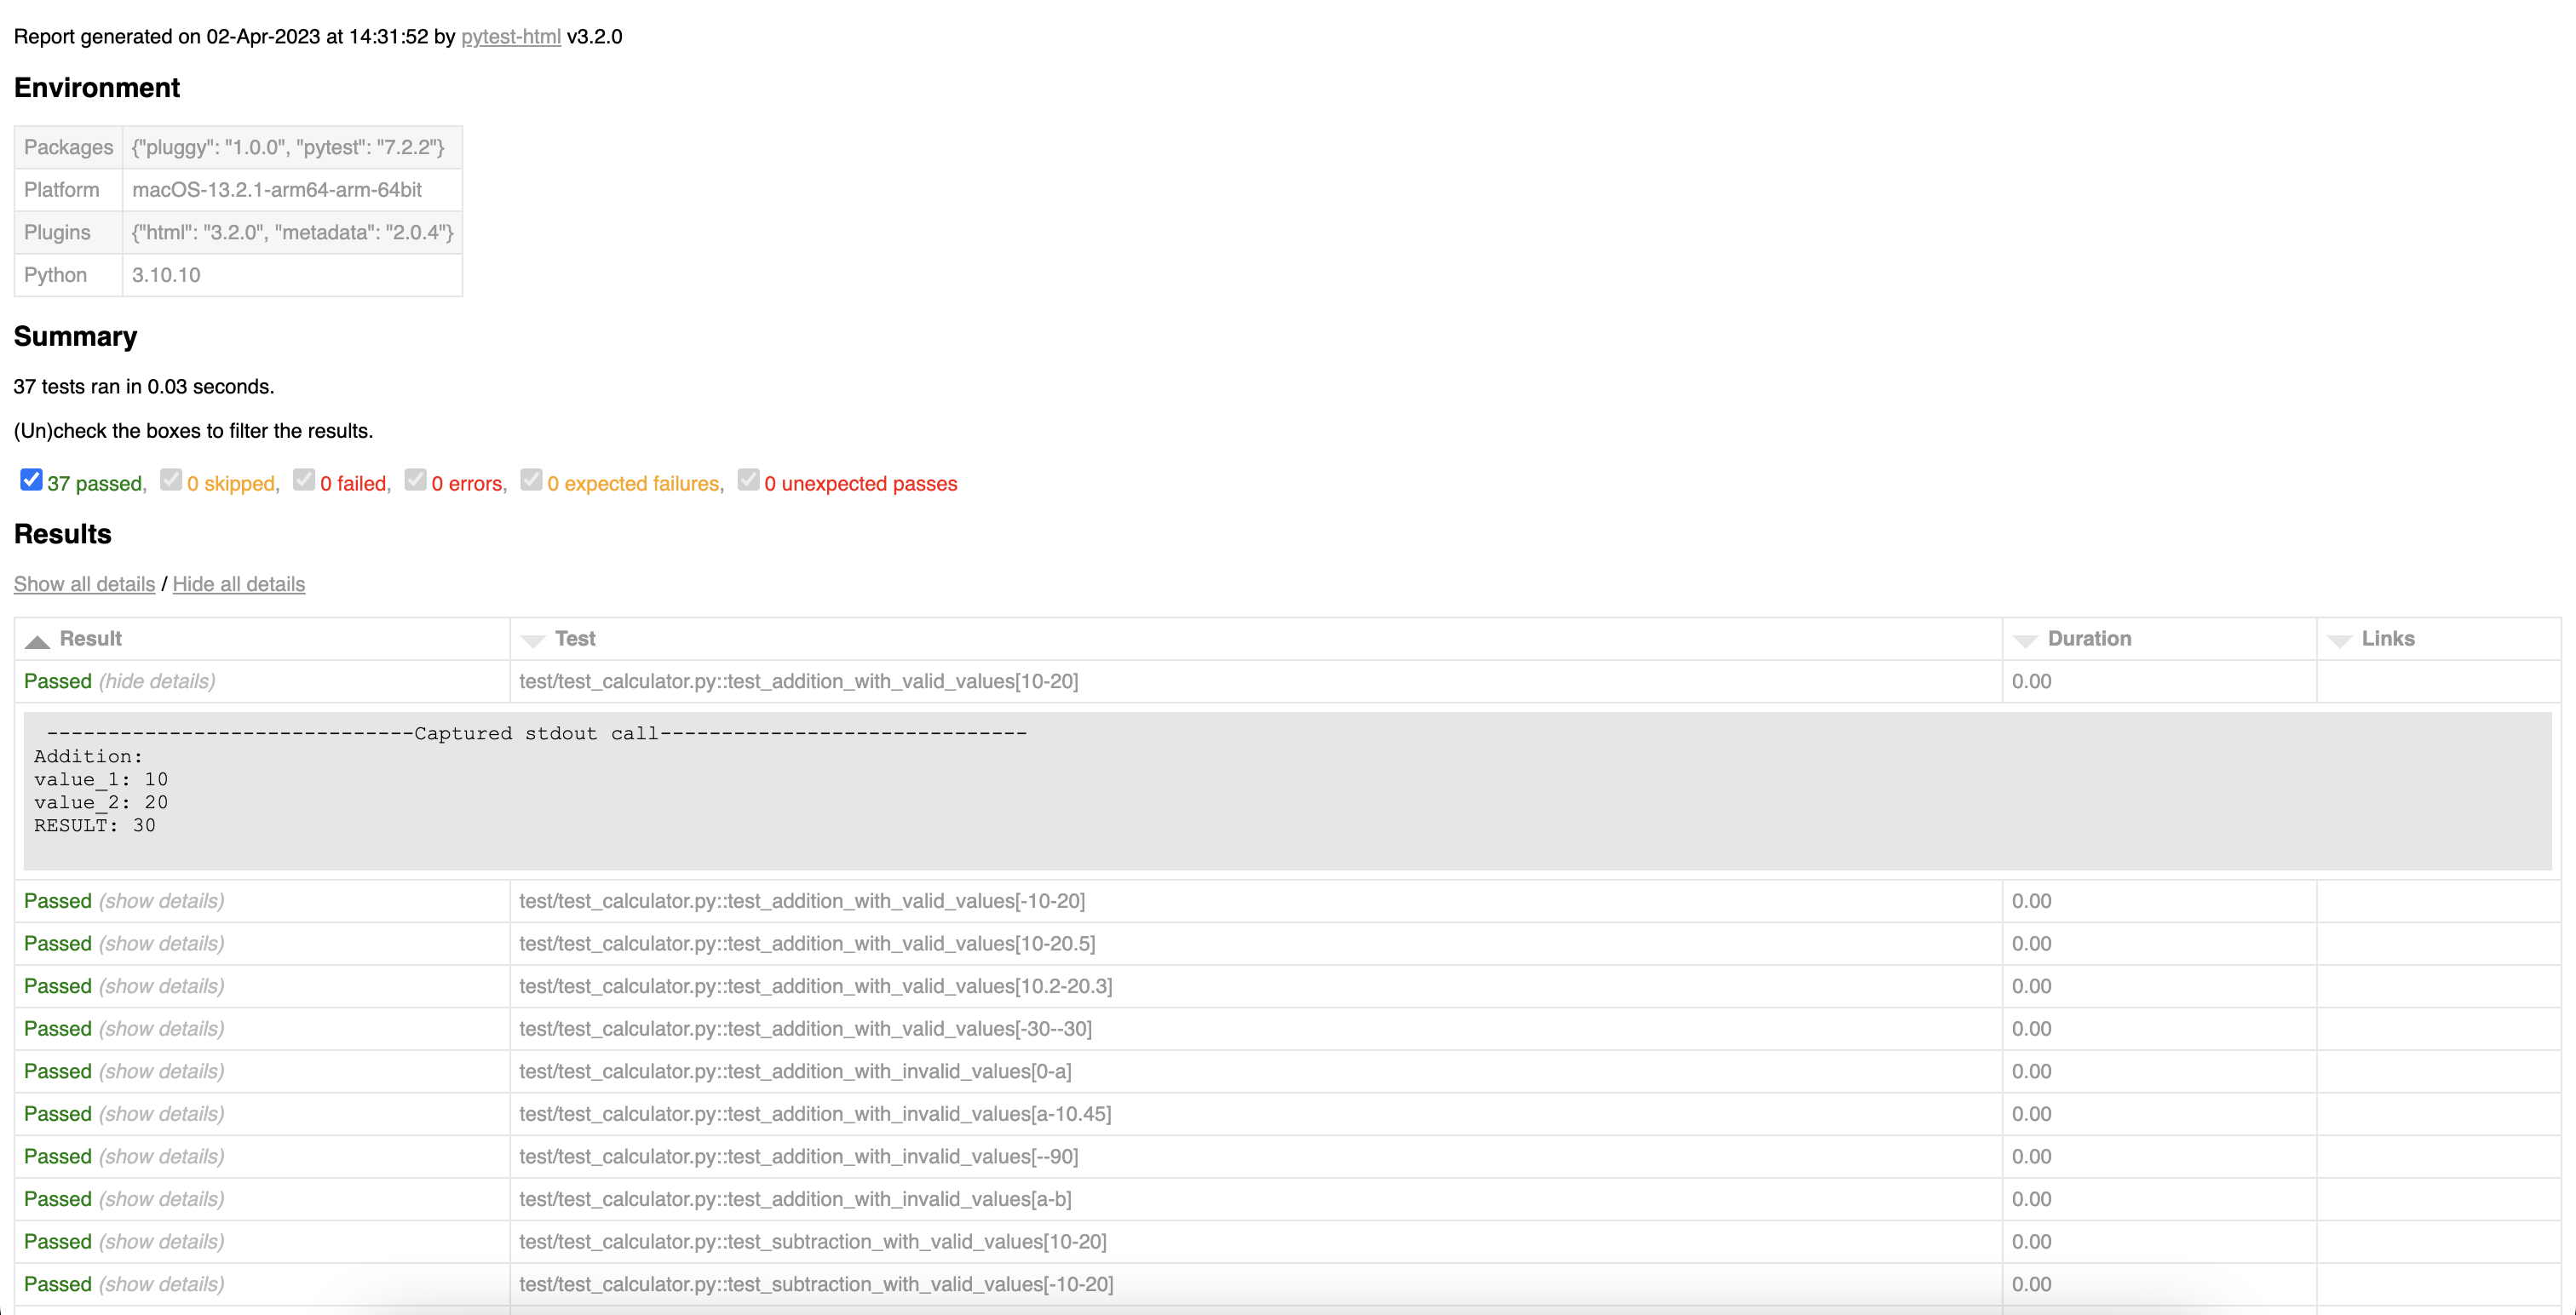 Report generated on 02-Apr-2023 at 14:31:52 by pytest-html v3.2.0
Environment
Packages {"pluggy": "1.0.0", "pytest": "7.2.2"}
Platform macOS-13.2.1-arm64-arm-64bit
Plugins {"html": "3.2.0", "metadata": "2.0.4"}
Python 3.10.10
Summary
37 tests ran in 0.03 seconds.
(Un)check the boxes to filter the results.
37 passed, 0 skipped, 0 failed, 0 errors, 0 expected failures, 0 unexpected passes
Results
Show all details / Hide all details
Result Test Duration Links
Passed (hide details) test/test_calculator.py::test_addition_with_valid_values[10-20] 0.00
------------------------------Captured stdout call------------------------------
Addition:
value_1: 10
value_2: 20
RESULT: 30
Passed (show details) test/test_calculator.py::test_addition_with_valid_values[-10-20] 0.00
Passed (show details) test/test_calculator.py::test_addition_with_valid_values[10-20.5] 0.00
Passed (show details) test/test_calculator.py::test_addition_with_valid_values[10.2-20.3] 0.00
Passed (show details) test/test_calculator.py::test_addition_with_valid_values[-30--30] 0.00
Passed (show details) test/test_calculator.py::test_addition_with_invalid_values[0-a] 0.00
Passed (show details) test/test_calculator.py::test_addition_with_invalid_values[a-10.45] 0.00
Passed (show details) test/test_calculator.py::test_addition_with_invalid_values[--90] 0.00
Passed (show details) test/test_calculator.py::test_addition_with_invalid_values[a-b] 0.00
Passed (show details) test/test_calculator.py::test_subtraction_with_valid_values[10-20] 0.00
Passed (show details) test/test_calculator.py::test_subtraction_with_valid_values[-10-20] 0.00